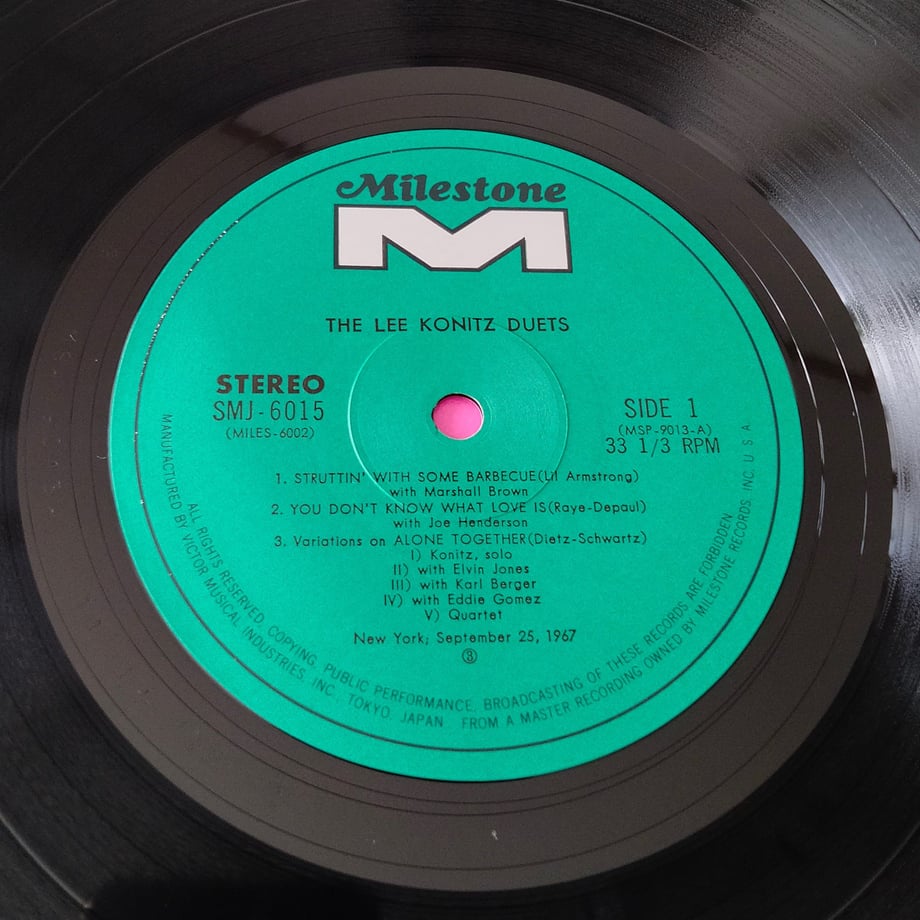 Milestone
M
THE LEE KONITZ DUETS
STEREO
SMJ-6015
(MILES-6002)
SIDE 1
(MSP-9013-A)
33 1/3 RPM
1. STRUTTIN' WITH SOME BARBECUE(Lil Armstrong)
with Marshall Brown
2. YOU DON'T KNOW WHAT LOVE IS(Raye-Depaul)
with Joe Henderson
3. Variations on ALONE TOGETHER(Dietz-Schwartz)
I) Konitz, solo
II) with Elvin Jones
III) with Karl Berger
IV) with Eddie Gomez
V) Quartet
New York; September 25, 1967
③
ALL RIGHTS RESERVED. COPYING, PUBLIC PERFORMANCE, BROADCASTING OF THESE RECORDS ARE FORBIDDEN.
MANUFACTURED BY VICTOR MUSICAL INDUSTRIES, INC., TOKYO, JAPAN FROM A MASTER RECORDING OWNED BY MILESTONE RECORDS, INC. U.S.A.